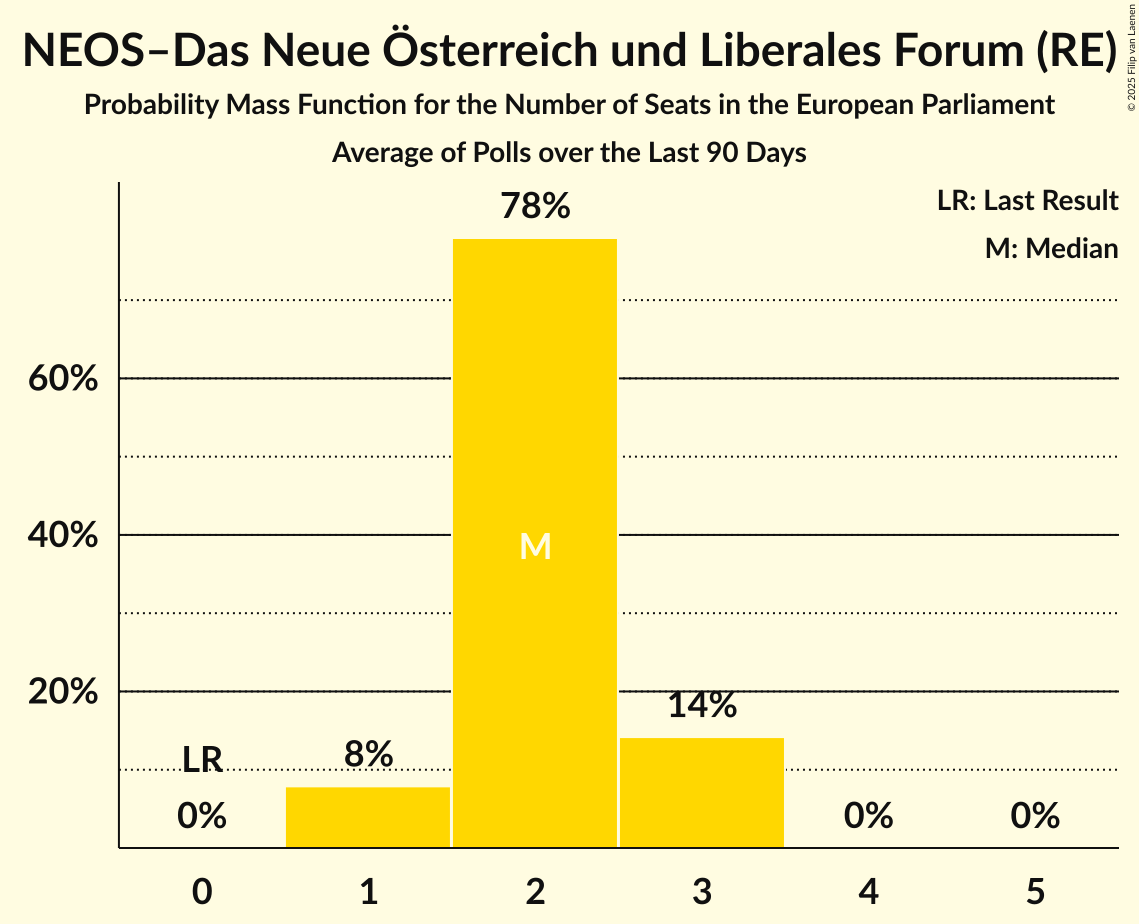 NEOS–Das Neue Österreich und Liberales Forum (RE)
Probability Mass Function for the Number of Seats in the European Parliament
Average of Polls over the Last 90 Days
© 2025 Filip van Laenen
LR: Last Result
M: Median
78%
60%
40%
M
20%
14%
LR
8%
0%
0%
0%
0 1 2 3 4 5